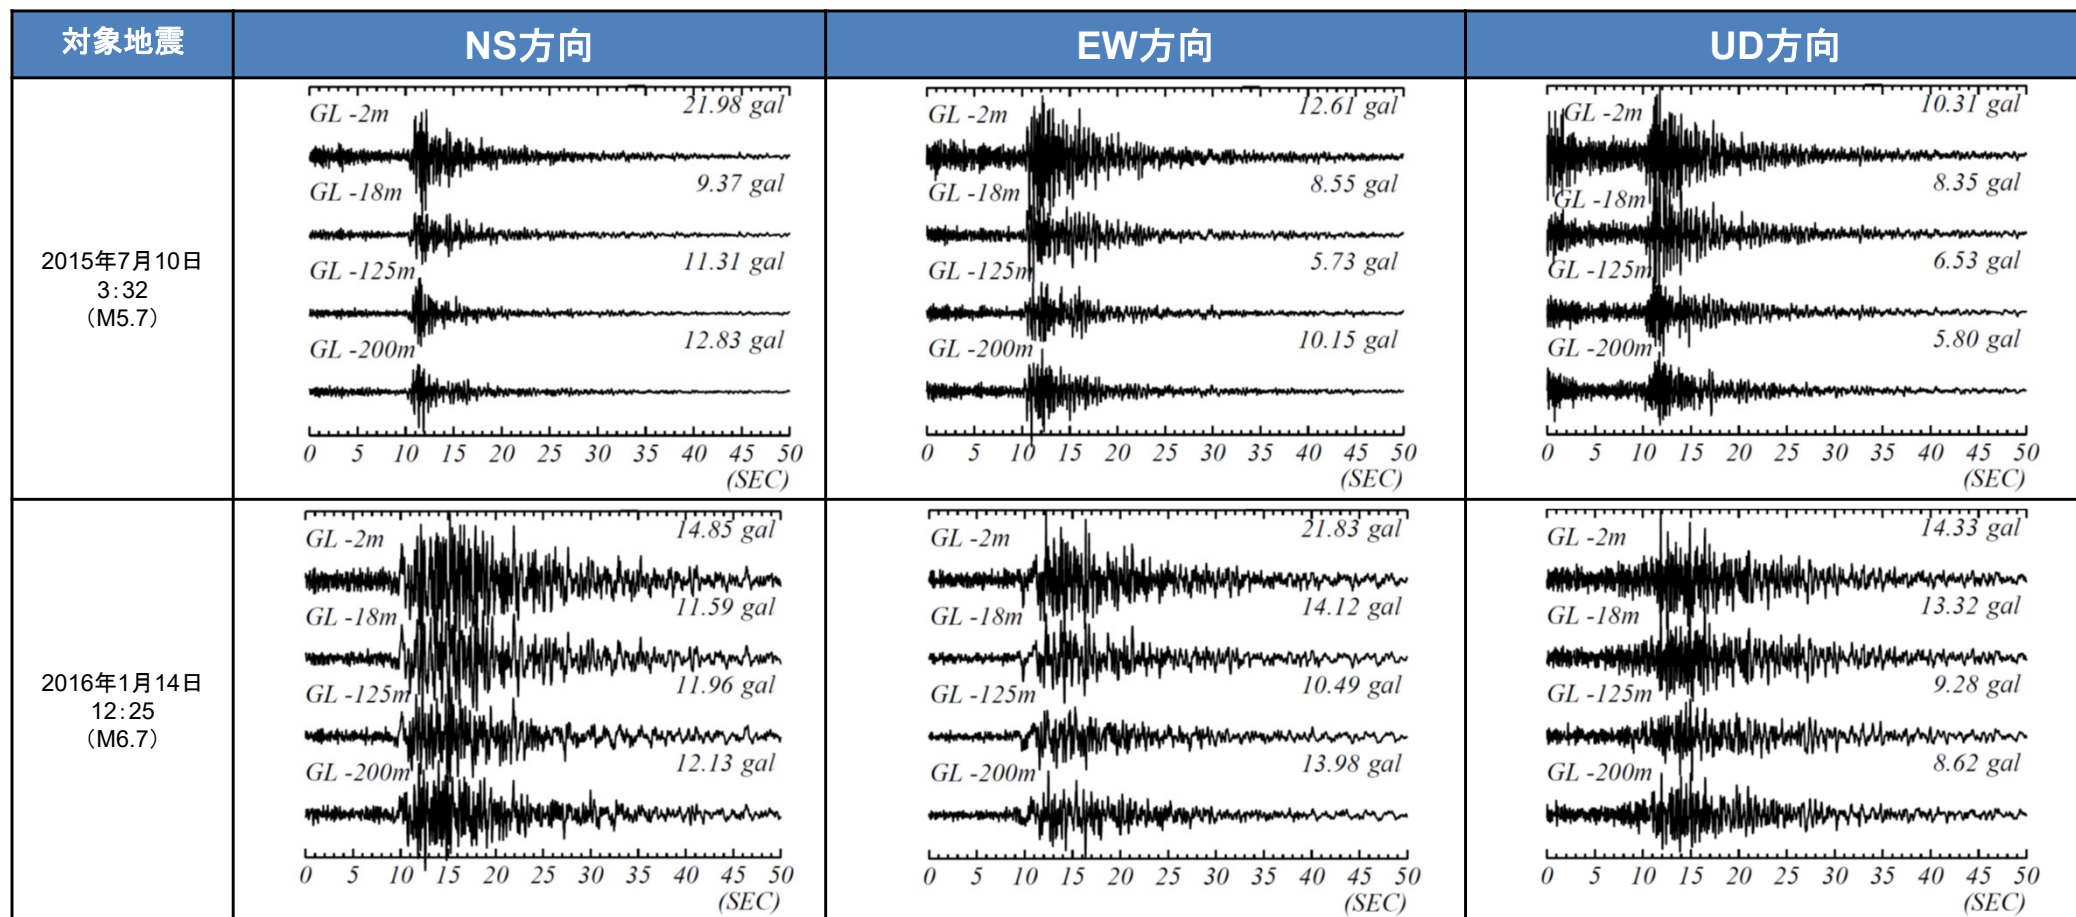 対象地震
NS方向
EW方向
UD方向
2015年7月10日
3：32
（M5.7）
GL -2m
21.98 gal
GL -18m
9.37 gal
GL -125m
11.31 gal
GL -200m
12.83 gal
0 5 10 15 20 25 30 35 40 45 50
(SEC)
GL -2m
12.61 gal
GL -18m
8.55 gal
GL -125m
5.73 gal
GL -200m
10.15 gal
0 5 10 15 20 25 30 35 40 45 50
(SEC)
GL -2m
10.31 gal
GL -18m
8.35 gal
GL -125m
6.53 gal
GL -200m
5.80 gal
0 5 10 15 20 25 30 35 40 45 50
(SEC)
2016年1月14日
12：25
（M6.7）
GL -2m
14.85 gal
GL -18m
11.59 gal
GL -125m
11.96 gal
GL -200m
12.13 gal
0 5 10 15 20 25 30 35 40 45 50
(SEC)
GL -2m
21.83 gal
GL -18m
14.12 gal
GL -125m
10.49 gal
GL -200m
13.98 gal
0 5 10 15 20 25 30 35 40 45 50
(SEC)
GL -2m
14.33 gal
GL -18m
13.32 gal
GL -125m
9.28 gal
GL -200m
8.62 gal
0 5 10 15 20 25 30 35 40 45 50
(SEC)